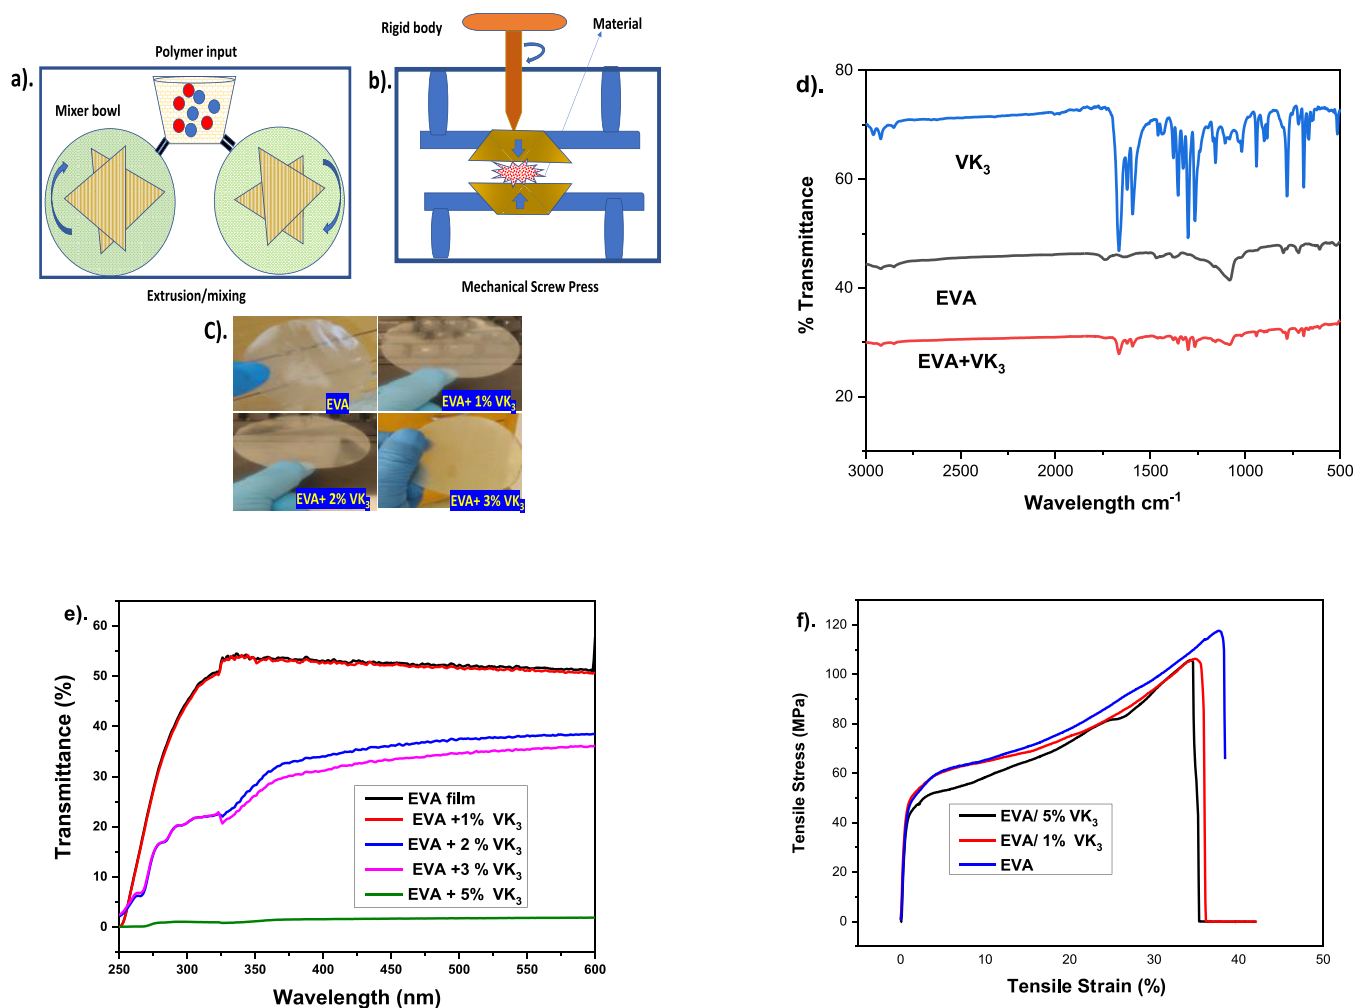 a).
Polymer input
Mixer bowl
Extrusion/mixing
b).
Rigid body
Material
Mechanical Screw Press
C).
EVA
EVA+ 1% VK3
EVA+ 2% VK3
EVA+ 3% VK3
d).
80
60
40
20
% Transmittance
VK3
EVA
EVA+VK3
3000 2500 2000 1500 1000 500
Wavelength cm-1
e).
60
50
40
30
20
10
0
Transmittance (%)
EVA film
EVA +1% VK3
EVA + 2 % VK3
EVA +3 % VK3
EVA + 5% VK3
250 300 350 400 450 500 550 600
Wavelength (nm)
f).
120
100
80
60
40
20
0
Tensile Stress (MPa)
EVA/ 5% VK3
EVA/ 1% VK3
EVA
0 10 20 30 40 50
Tensile Strain (%)